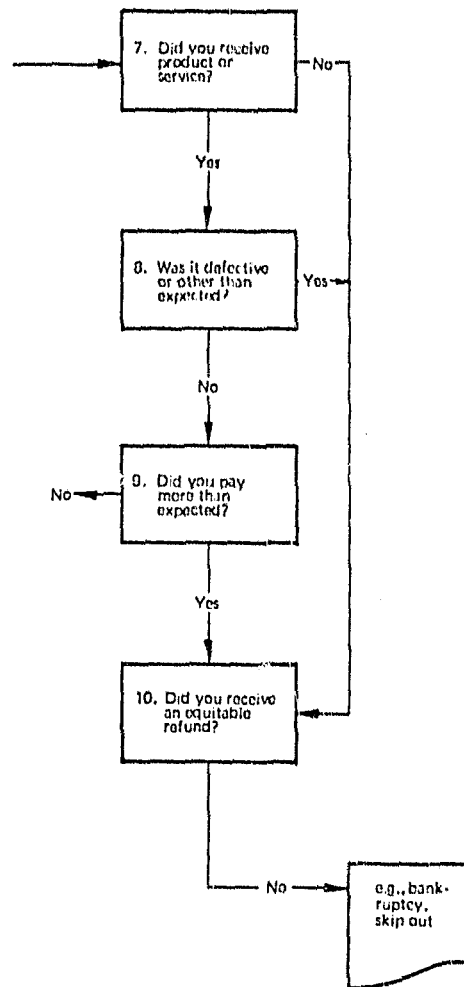 7. Did you receive
product or
service?
No
Yes
8. Was it defective
or other than
expected?
Yes
No
9. Did you pay
more than
expected?
No
Yes
10. Did you receive
an equitable
refund?
No
e.g., bank-
ruptcy,
skip out